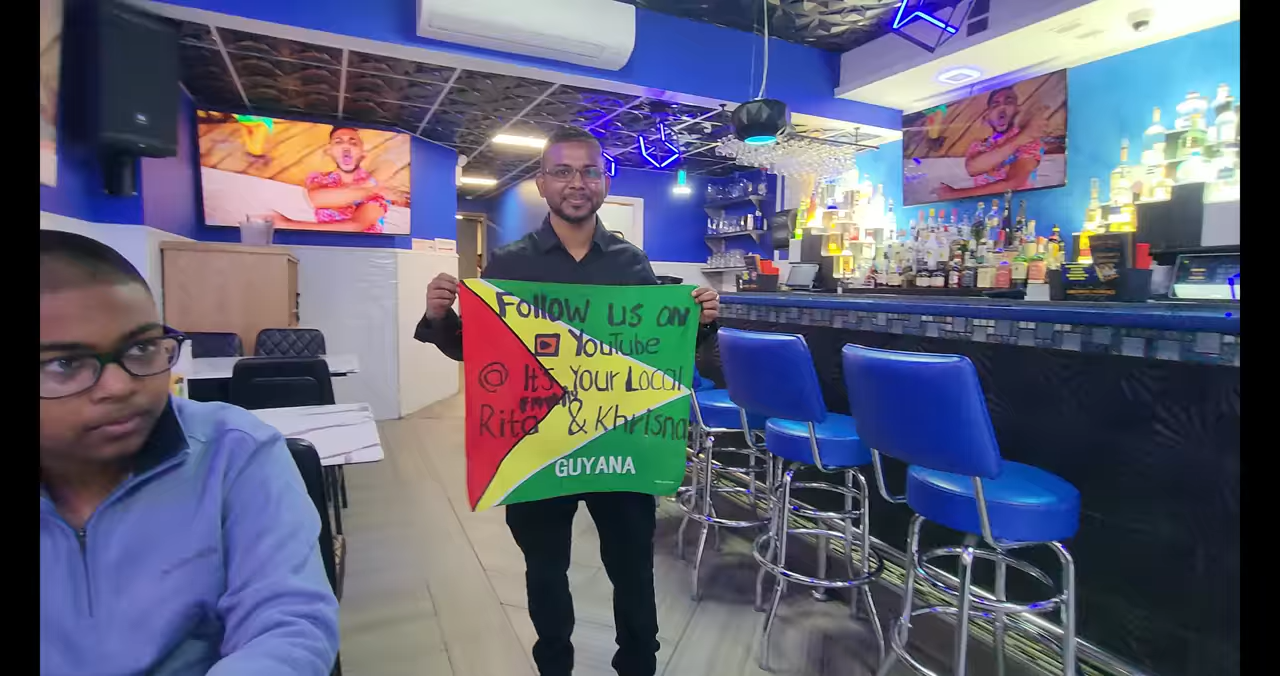 Follow us on
YouTube
@ It's Your Local
Family
Rita & Khrisna
GUYANA